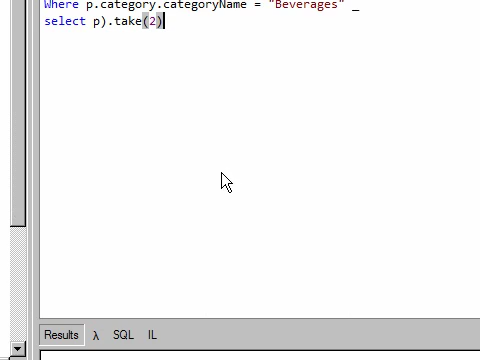 Where p.category.categoryName = "Beverages" _
select p).take(2)
Results λ SQL IL